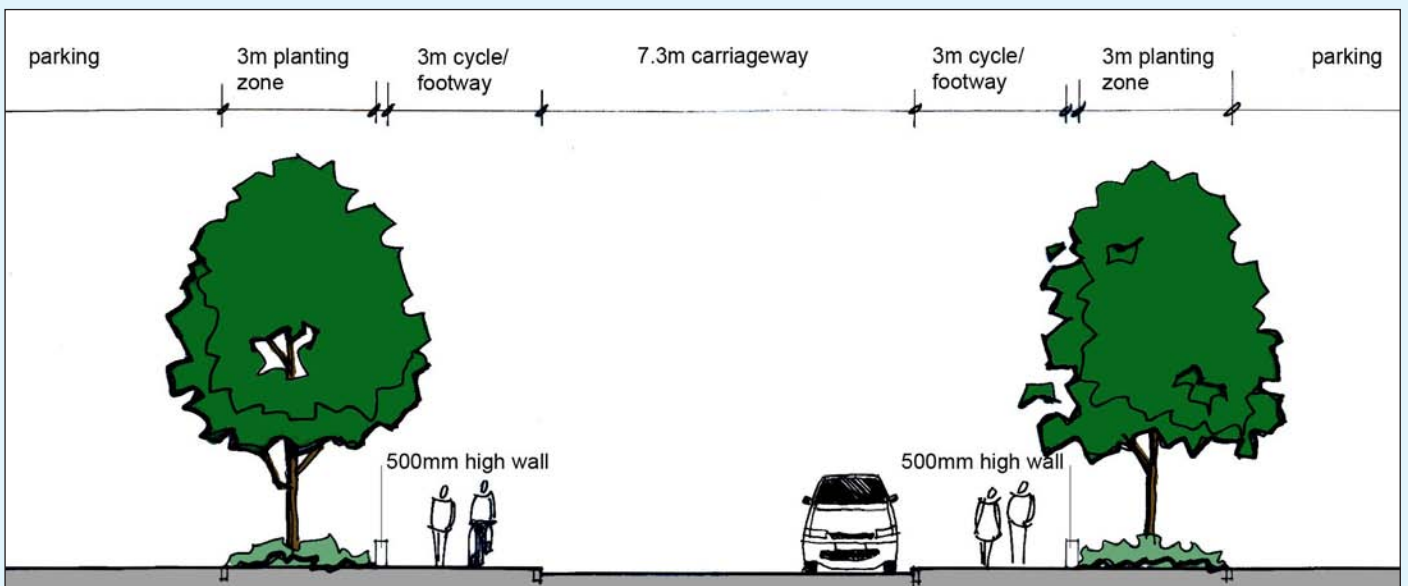 parking
3m planting
zone
3m cycle/
footway
7.3m carriageway
3m cycle/
footway
3m planting
zone
parking
500mm high wall
500mm high wall